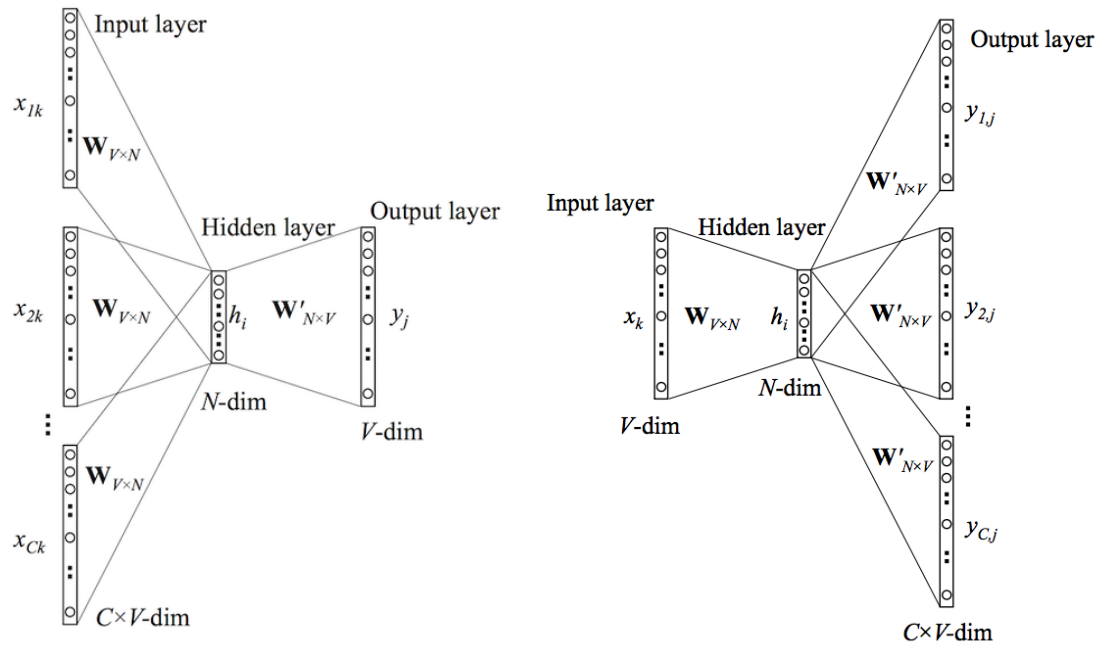 Input layer
x1k
WV×N
Hidden layer
Output layer
x2k
WV×N
hi
W'N×V
yj
N-dim
V-dim
WV×N
xCk
C×V-dim
Output layer
y1,j
W'N×V
Input layer
Hidden layer
xk
WV×N
hi
W'N×V
y2,j
N-dim
V-dim
W'N×V
yC,j
C×V-dim